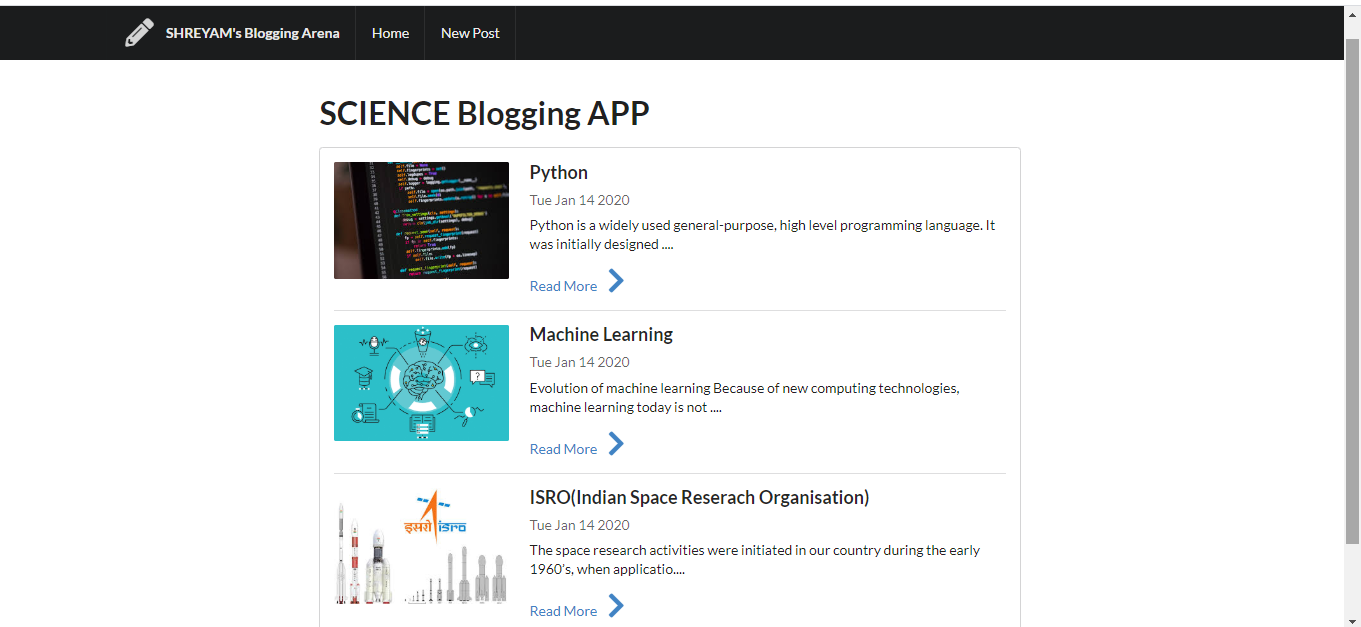 SHREYAM's Blogging Arena
Home
New Post
SCIENCE Blogging APP
Python
Tue Jan 14 2020
Python is a widely used general-purpose, high level programming language. It
was initially designed ....
Read More
Machine Learning
Tue Jan 14 2020
Evolution of machine learning Because of new computing technologies,
machine learning today is not ....
Read More
इसरो isro
ISRO(Indian Space Reserach Organisation)
Tue Jan 14 2020
The space research activities were initiated in our country during the early
1960's, when applicatio....
Read More